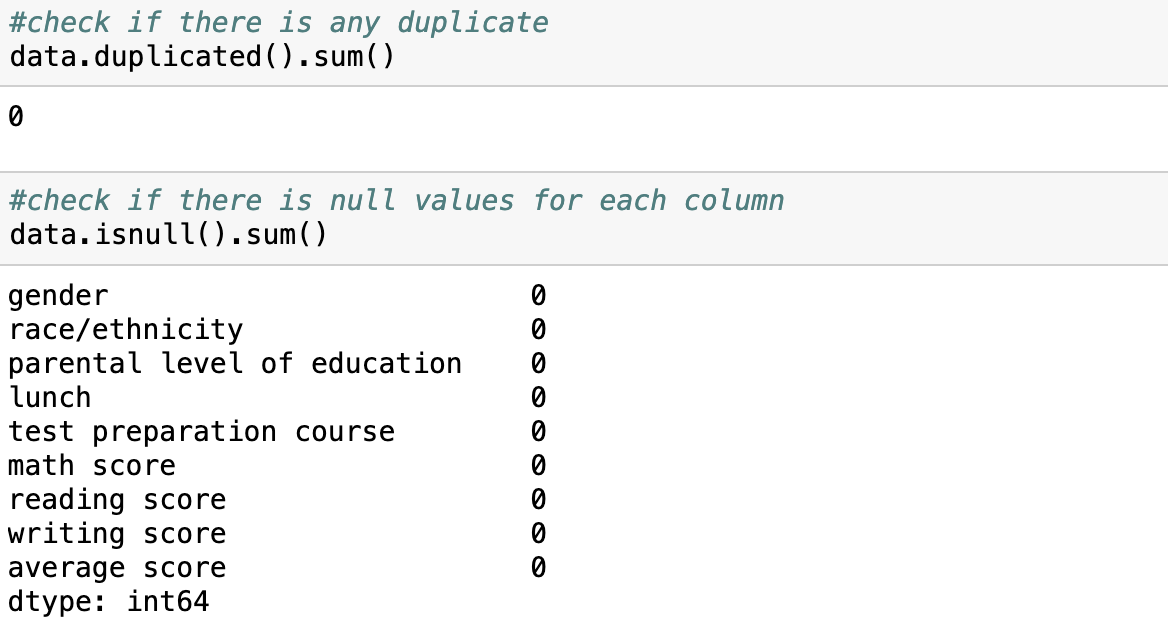 #check if there is any duplicate
data.duplicated().sum()
0
#check if there is null values for each column
data.isnull().sum()
gender 0
race/ethnicity 0
parental level of education 0
lunch 0
test preparation course 0
math score 0
reading score 0
writing score 0
average score 0
dtype: int64